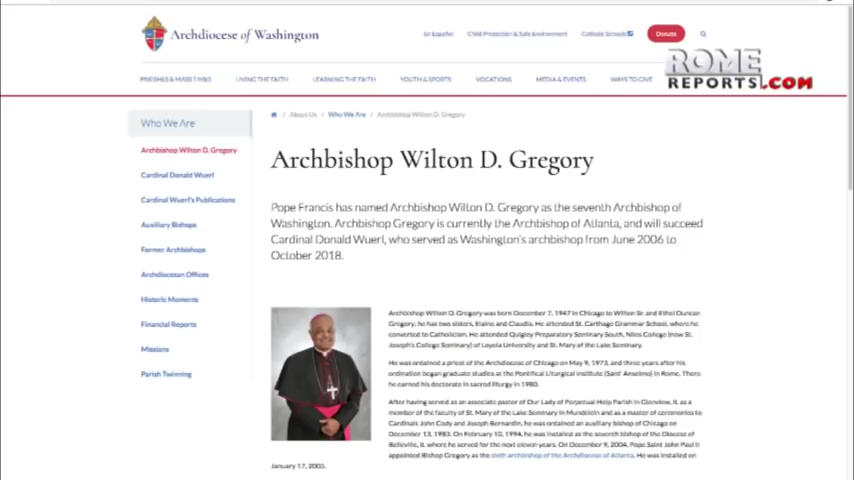 Archdiocese of Washington
En Español
Child Protection & Safe Environment
Catholic Schools
Donate
ROME
REPORTS.COM
PARISHES & MASS TIMES
LIVING THE FAITH
LEARNING THE FAITH
YOUTH & SPORTS
VOCATIONS
MEDIA & EVENTS
WAYS TO GIVE
Who We Are
Archbishop Wilton D. Gregory
Cardinal Donald Wuerl
Cardinal Wuerl's Publications
Auxiliary Bishops
Former Archbishops
Archdiocesan Offices
Historic Moments
Financial Reports
Missions
Parish Twinning
/ About Us / Who We Are / Archbishop Wilton D. Gregory
Archbishop Wilton D. Gregory
Pope Francis has named Archbishop Wilton D. Gregory as the seventh Archbishop of
Washington. Archbishop Gregory is currently the Archbishop of Atlanta, and will succeed
Cardinal Donald Wuerl, who served as Washington's archbishop from June 2006 to
October 2018.
Archbishop Wilton D. Gregory was born December 7, 1947 in Chicago to Wilton Sr. and Ethel Duncan
Gregory; he has two sisters, Elaine and Claudia. He attended St. Carthage Grammar School, where he
converted to Catholicism. He attended Quigley Preparatory Seminary South, Niles College (now St.
Joseph's College Seminary) of Loyola University and St. Mary of the Lake Seminary.
He was ordained a priest of the Archdiocese of Chicago on May 9, 1973, and three years after his
ordination began graduate studies at the Pontifical Liturgical Institute (Sant' Anselmo) in Rome. There
he earned his doctorate in sacred liturgy in 1980.
After having served as an associate pastor of Our Lady of Perpetual Help Parish in Glenview, IL as a
member of the faculty of St. Mary of the Lake Seminary in Mundelein and as a master of ceremonies to
Cardinals John Cody and Joseph Bernardin, he was ordained an auxiliary bishop of Chicago on
December 13, 1983. On February 10, 1994, he was installed as the seventh bishop of the Diocese of
Belleville, IL where he served for the next eleven years. On December 9, 2004, Pope Saint John Paul II
appointed Bishop Gregory as the sixth archbishop of the Archdiocese of Atlanta. He was installed on
January 17, 2005.